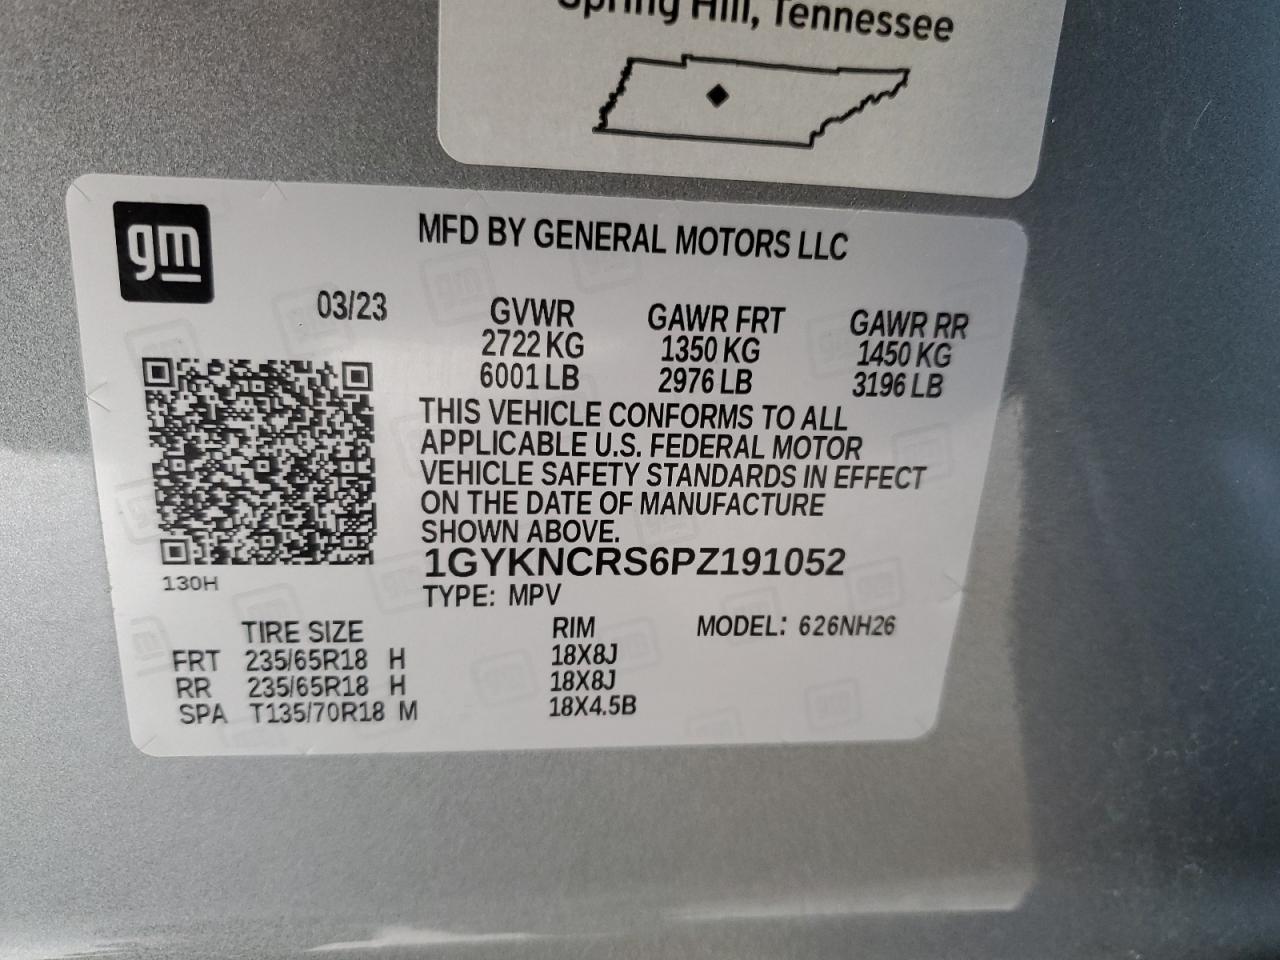 Spring Hill, Tennessee
gm
MFD BY GENERAL MOTORS LLC
03/23 GVWR GAWR FRT GAWR RR
2722 KG 1350 KG 1450 KG
6001 LB 2976 LB 3196 LB
THIS VEHICLE CONFORMS TO ALL
APPLICABLE U.S. FEDERAL MOTOR
VEHICLE SAFETY STANDARDS IN EFFECT
ON THE DATE OF MANUFACTURE
SHOWN ABOVE.
1GYKNCRS6PZ191052
130H
TYPE: MPV
TIRE SIZE RIM MODEL: 626NH26
FRT 235/65R18 H 18X8J
RR 235/65R18 H 18X8J
SPA T135/70R18 M 18X4.5B